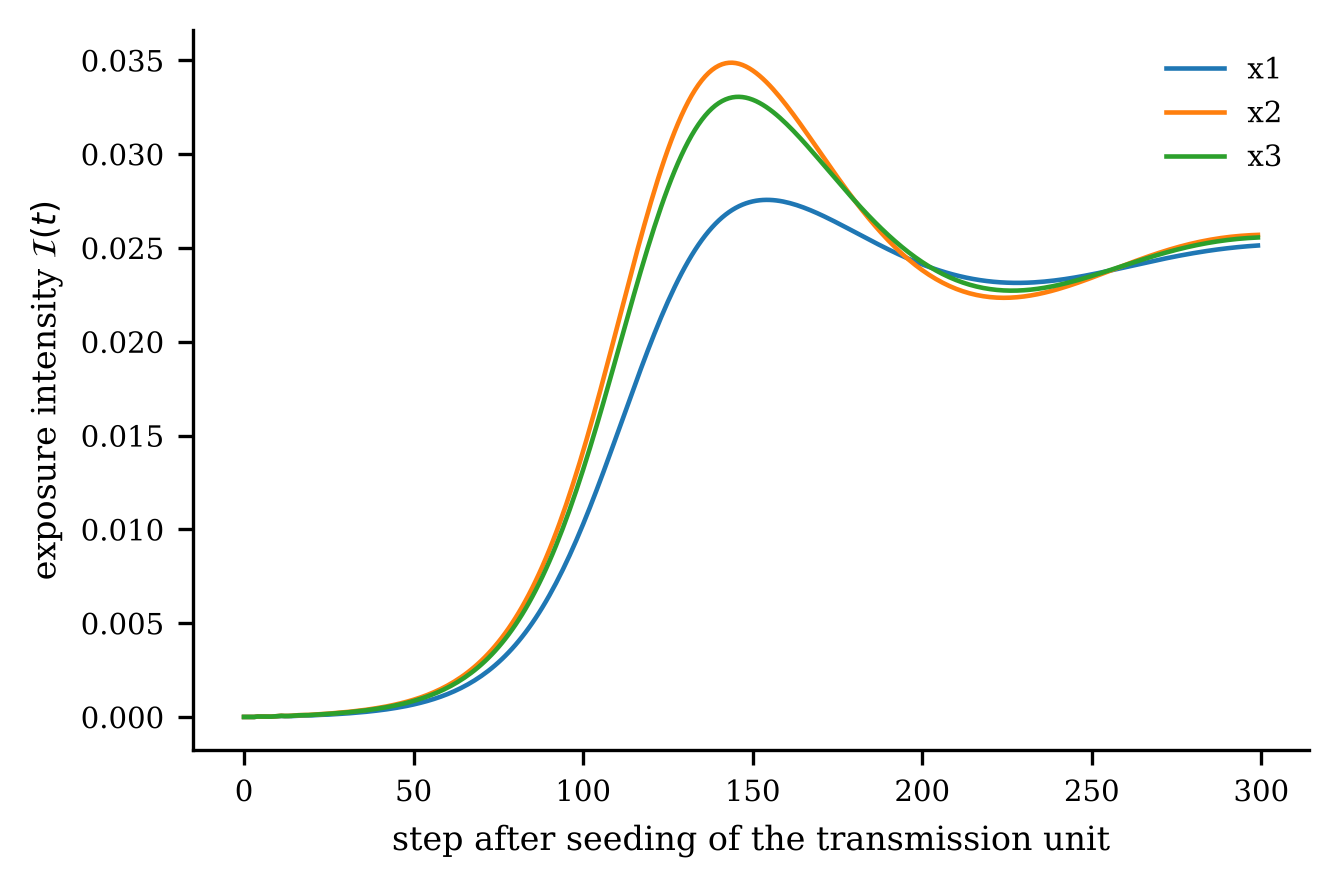 0.035
0.030
0.025
0.020
0.015
0.010
0.005
0.000
exposure intensity 𝓘(t)
x1
x2
x3
0 50 100 150 200 250 300
step after seeding of the transmission unit